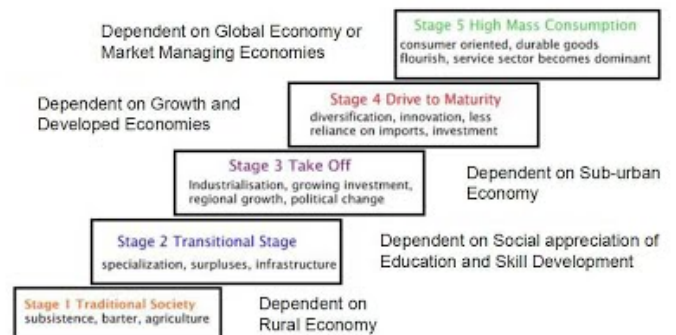 Dependent on Global Economy or
Market Managing Economies
Stage 5 High Mass Consumption
consumer oriented, durable goods
flourish, service sector becomes dominant
Dependent on Growth and
Developed Economies
Stage 4 Drive to Maturity
diversification, innovation, less
reliance on imports, investment
Stage 3 Take Off
Industrialisation, growing investment,
regional growth, political change
Dependent on Sub-urban
Economy
Stage 2 Transitional Stage
specialization, surpluses, infrastructure
Dependent on Social appreciation of
Education and Skill Development
Stage 1 Traditional Society
subsistence, barter, agriculture
Dependent on
Rural Economy